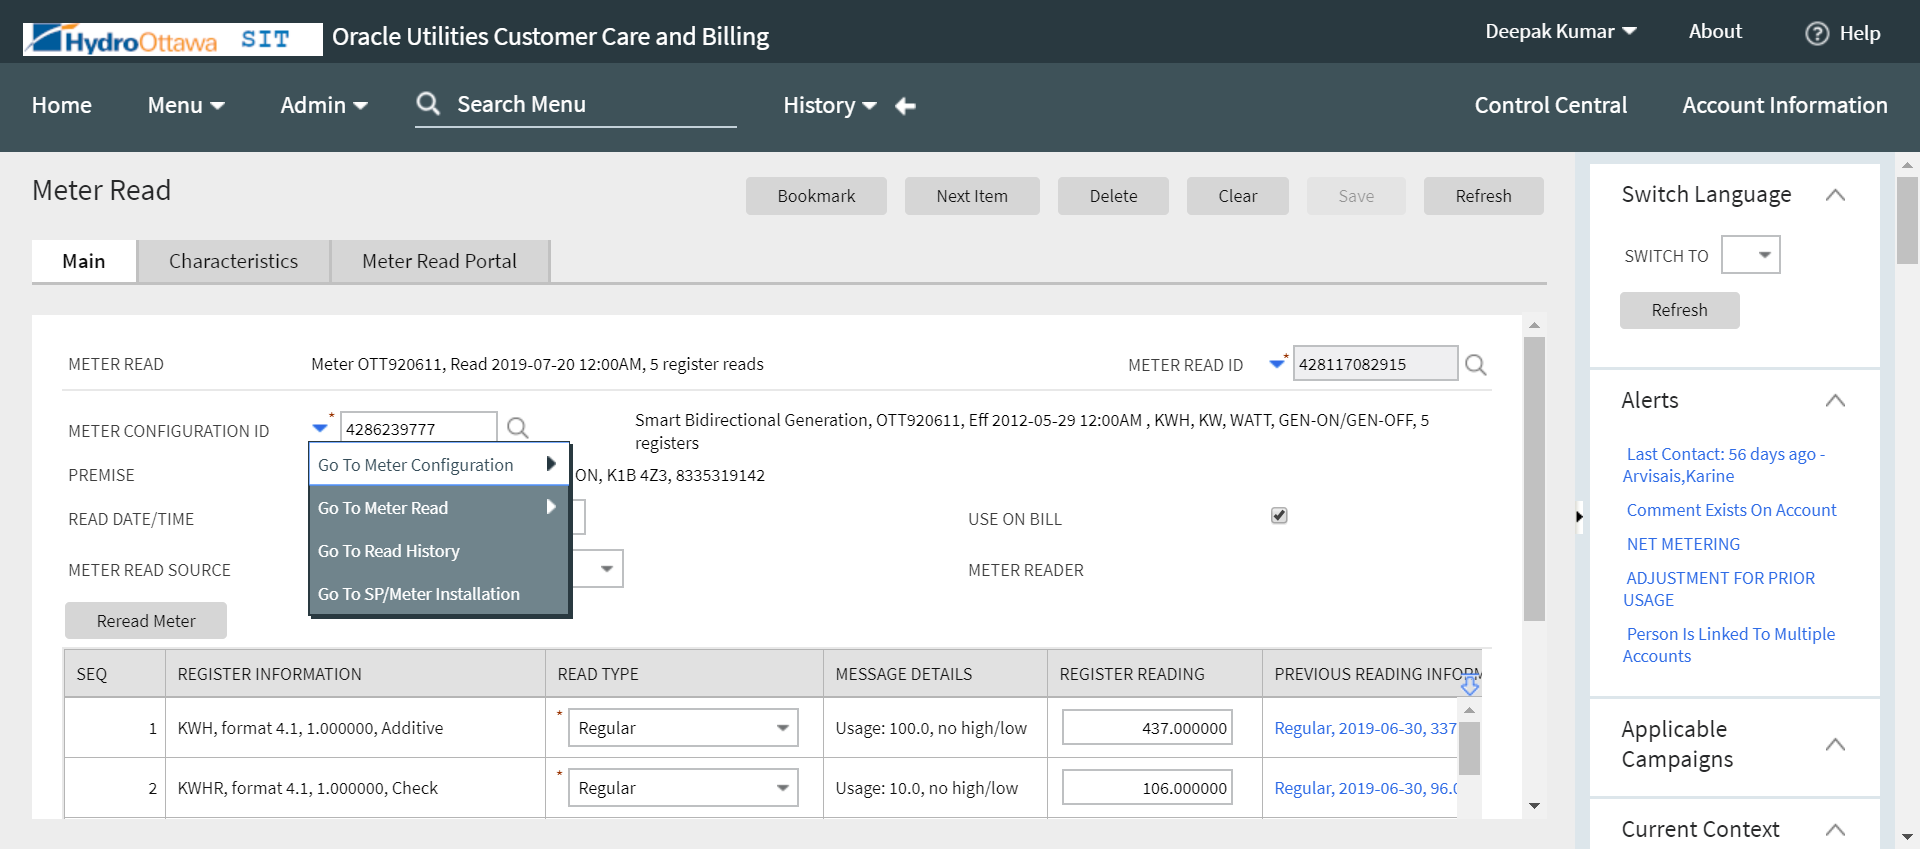 HydroOttawa SIT Oracle Utilities Customer Care and Billing Deepak Kumar About ? Help
Home Menu Admin Search Menu History Control Central Account Information
Meter Read
Bookmark Next Item Delete Clear Save Refresh
Main Characteristics Meter Read Portal
METER READ Meter OTT920611, Read 2019-07-20 12:00AM, 5 register reads METER READ ID * 428117082915
METER CONFIGURATION ID * 4286239777 Smart Bidirectional Generation, OTT920611, Eff 2012-05-29 12:00AM , KWH, KW, WATT, GEN-ON/GEN-OFF, 5
registers
Go To Meter Configuration
PREMISE ON, K1B 4Z3, 8335319142
Go To Meter Read
READ DATE/TIME USE ON BILL
Go To Read History
METER READ SOURCE METER READER
Go To SP/Meter Installation
Reread Meter
SEQ REGISTER INFORMATION READ TYPE MESSAGE DETAILS REGISTER READING PREVIOUS READING INFORM
1 KWH, format 4.1, 1.000000, Additive * Regular Usage: 100.0, no high/low 437.000000 Regular, 2019-06-30, 337
2 KWHR, format 4.1, 1.000000, Check * Regular Usage: 10.0, no high/low 106.000000 Regular, 2019-06-30, 96.0
Switch Language
SWITCH TO
Refresh
Alerts
Last Contact: 56 days ago -
Arvisais,Karine
Comment Exists On Account
NET METERING
ADJUSTMENT FOR PRIOR
USAGE
Person Is Linked To Multiple
Accounts
Applicable
Campaigns
Current Context